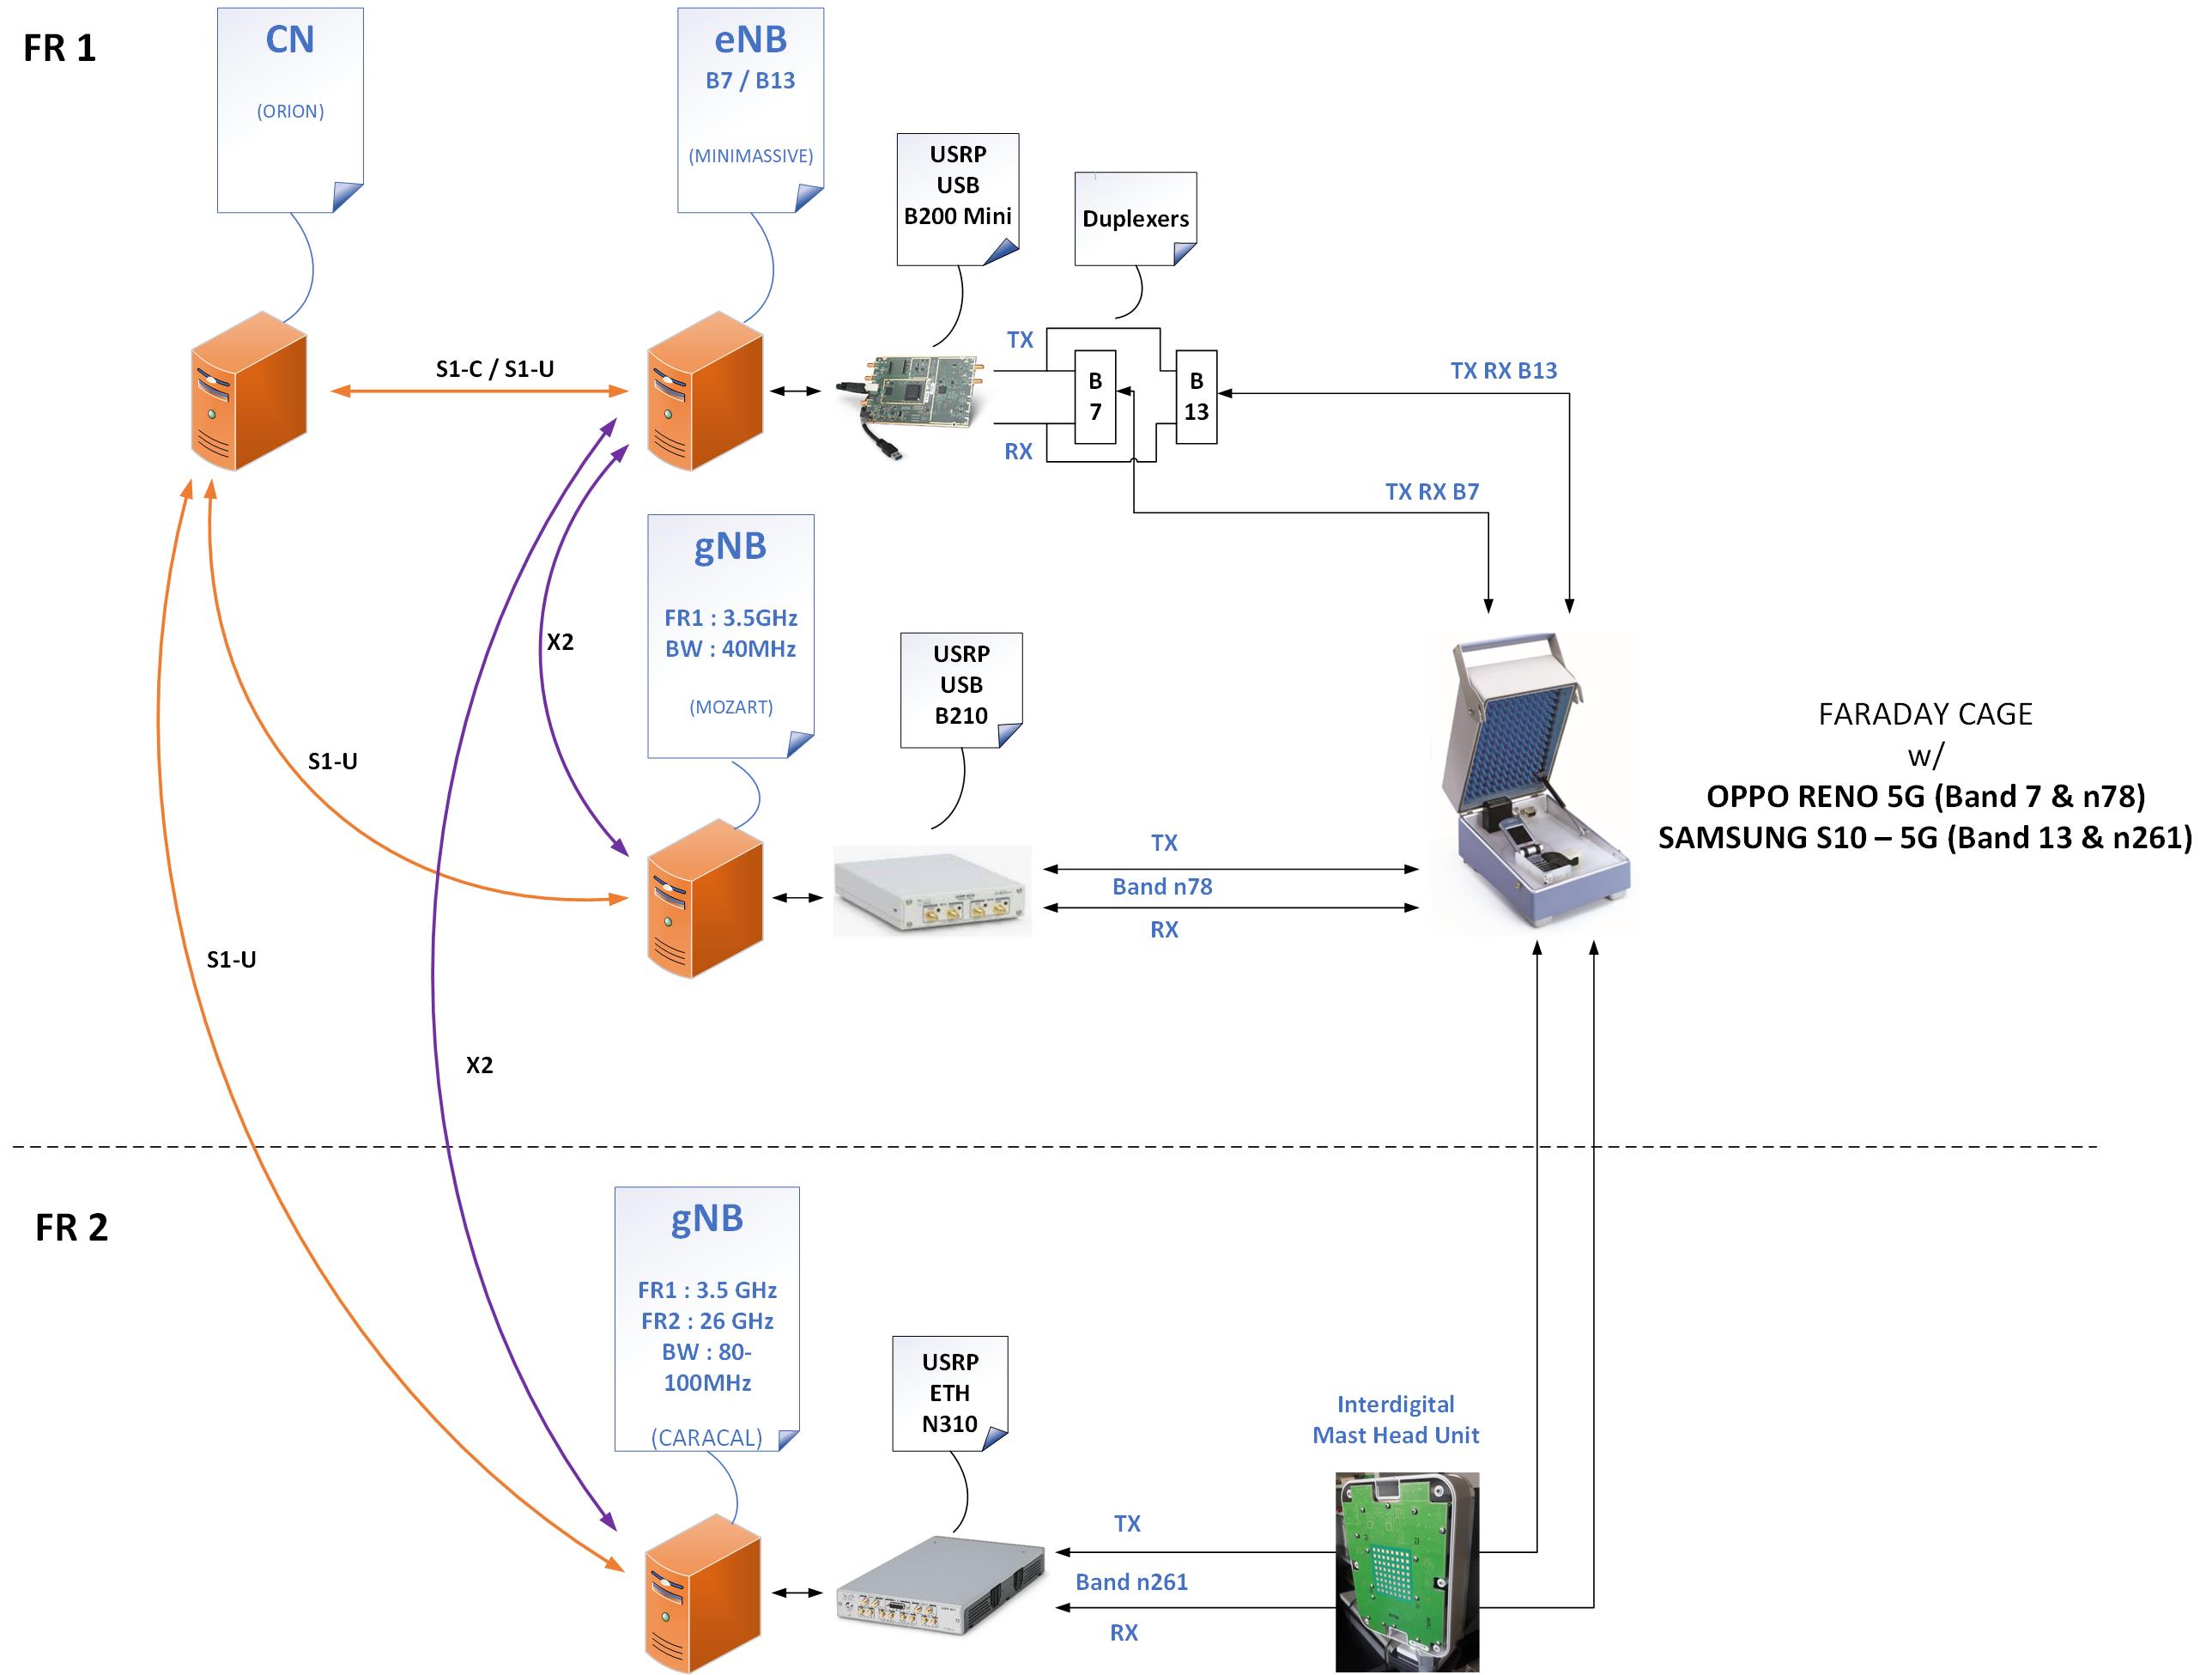 FR 1
CN
(ORION)
eNB
B7 / B13
(MINIMASSIVE)
USRP
USB
B200 Mini
Duplexers
S1-C / S1-U
TX
RX
B
7
B
13
TX RX B13
TX RX B7
gNB
FR1 : 3.5GHz
BW : 40MHz
(MOZART)
X2
USRP
USB
B210
S1-U
TX
Band n78
RX
FARADAY CAGE
w/
OPPO RENO 5G (Band 7 & n78)
SAMSUNG S10 – 5G (Band 13 & n261)
S1-U
X2
FR 2
gNB
FR1 : 3.5 GHz
FR2 : 26 GHz
BW : 80-
100MHz
(CARACAL)
USRP
ETH
N310
Interdigital
Mast Head Unit
TX
Band n261
RX